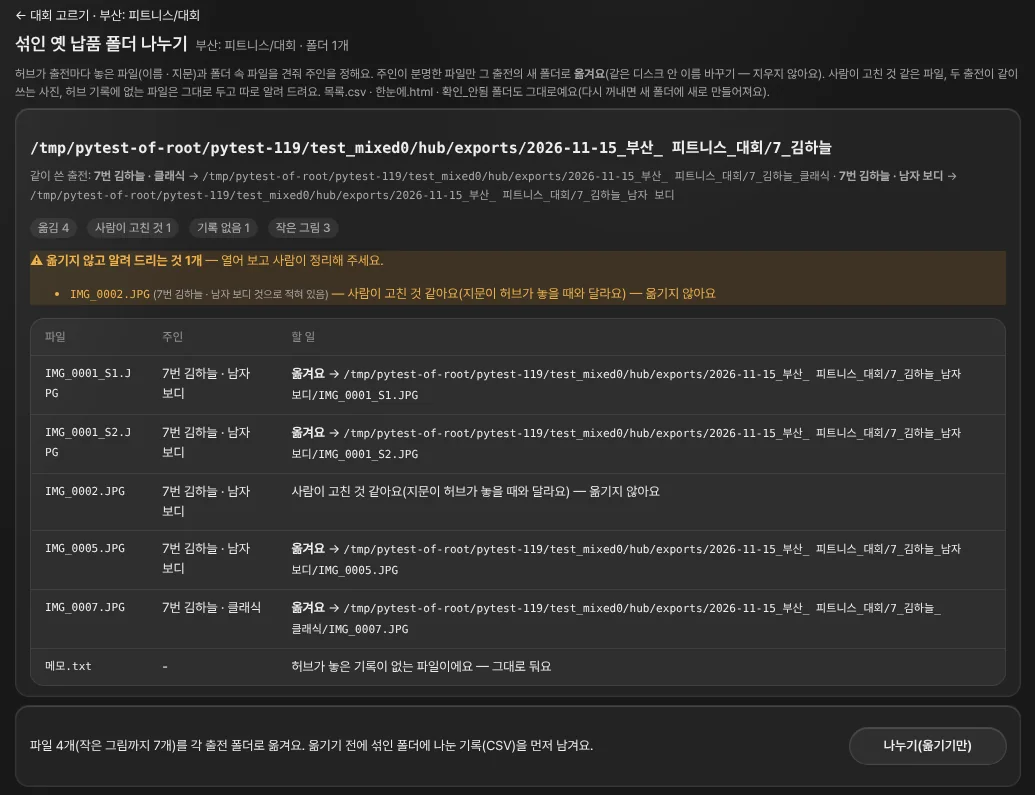 ← 대회 고르기 · 부산: 피트니스/대회
섞인 옛 납품 폴더 나누기 부산: 피트니스/대회 · 폴더 1개
허브가 출전마다 놓은 파일(이름 · 지문)과 폴더 속 파일을 견줘 주인을 정해요. 주인이 분명한 파일만 그 출전의 새 폴더로 옮겨요(같은 디스크 안 이름 바꾸기 — 지우지 않아요). 사람이 고친 것 같은 파일, 두 출전이 같이
쓰는 사진, 허브 기록에 없는 파일은 그대로 두고 따로 알려 드려요. 목록.csv · 한눈에.html · 확인_안됨 폴더도 그대로예요(다시 꺼내면 새 폴더에 새로 만들어져요).
/tmp/pytest-of-root/pytest-119/test_mixed0/hub/exports/2026-11-15_부산_ 피트니스_대회/7_김하늘
같이 쓴 출전: 7번 김하늘 · 클래식 → /tmp/pytest-of-root/pytest-119/test_mixed0/hub/exports/2026-11-15_부산_ 피트니스_대회/7_김하늘_클래식 · 7번 김하늘 · 남자 보디 →
/tmp/pytest-of-root/pytest-119/test_mixed0/hub/exports/2026-11-15_부산_ 피트니스_대회/7_김하늘_남자 보디
옮김 4 사람이 고친 것 1 기록 없음 1 작은 그림 3
⚠ 옮기지 않고 알려 드리는 것 1개 — 열어 보고 사람이 정리해 주세요.
• IMG_0002.JPG (7번 김하늘 · 남자 보디 것으로 적혀 있음) — 사람이 고친 것 같아요(지문이 허브가 놓을 때와 달라요) — 옮기지 않아요
파일 주인 할 일
IMG_0001_S1.J 7번 김하늘 · 남자 옮겨요 → /tmp/pytest-of-root/pytest-119/test_mixed0/hub/exports/2026-11-15_부산_ 피트니스_대회/7_김하늘_남자
PG 보디 보디/IMG_0001_S1.JPG
IMG_0001_S2.J 7번 김하늘 · 남자 옮겨요 → /tmp/pytest-of-root/pytest-119/test_mixed0/hub/exports/2026-11-15_부산_ 피트니스_대회/7_김하늘_남자
PG 보디 보디/IMG_0001_S2.JPG
IMG_0002.JPG 7번 김하늘 · 남자 사람이 고친 것 같아요(지문이 허브가 놓을 때와 달라요) — 옮기지 않아요
보디
IMG_0005.JPG 7번 김하늘 · 남자 옮겨요 → /tmp/pytest-of-root/pytest-119/test_mixed0/hub/exports/2026-11-15_부산_ 피트니스_대회/7_김하늘_남자
보디 보디/IMG_0005.JPG
IMG_0007.JPG 7번 김하늘 · 클래식 옮겨요 → /tmp/pytest-of-root/pytest-119/test_mixed0/hub/exports/2026-11-15_부산_ 피트니스_대회/7_김하늘_
클래식/IMG_0007.JPG
메모.txt - 허브가 놓은 기록이 없는 파일이에요 — 그대로 둬요
파일 4개(작은 그림까지 7개)를 각 출전 폴더로 옮겨요. 옮기기 전에 섞인 폴더에 나눈 기록(CSV)을 먼저 남겨요. 나누기(옮기기만)